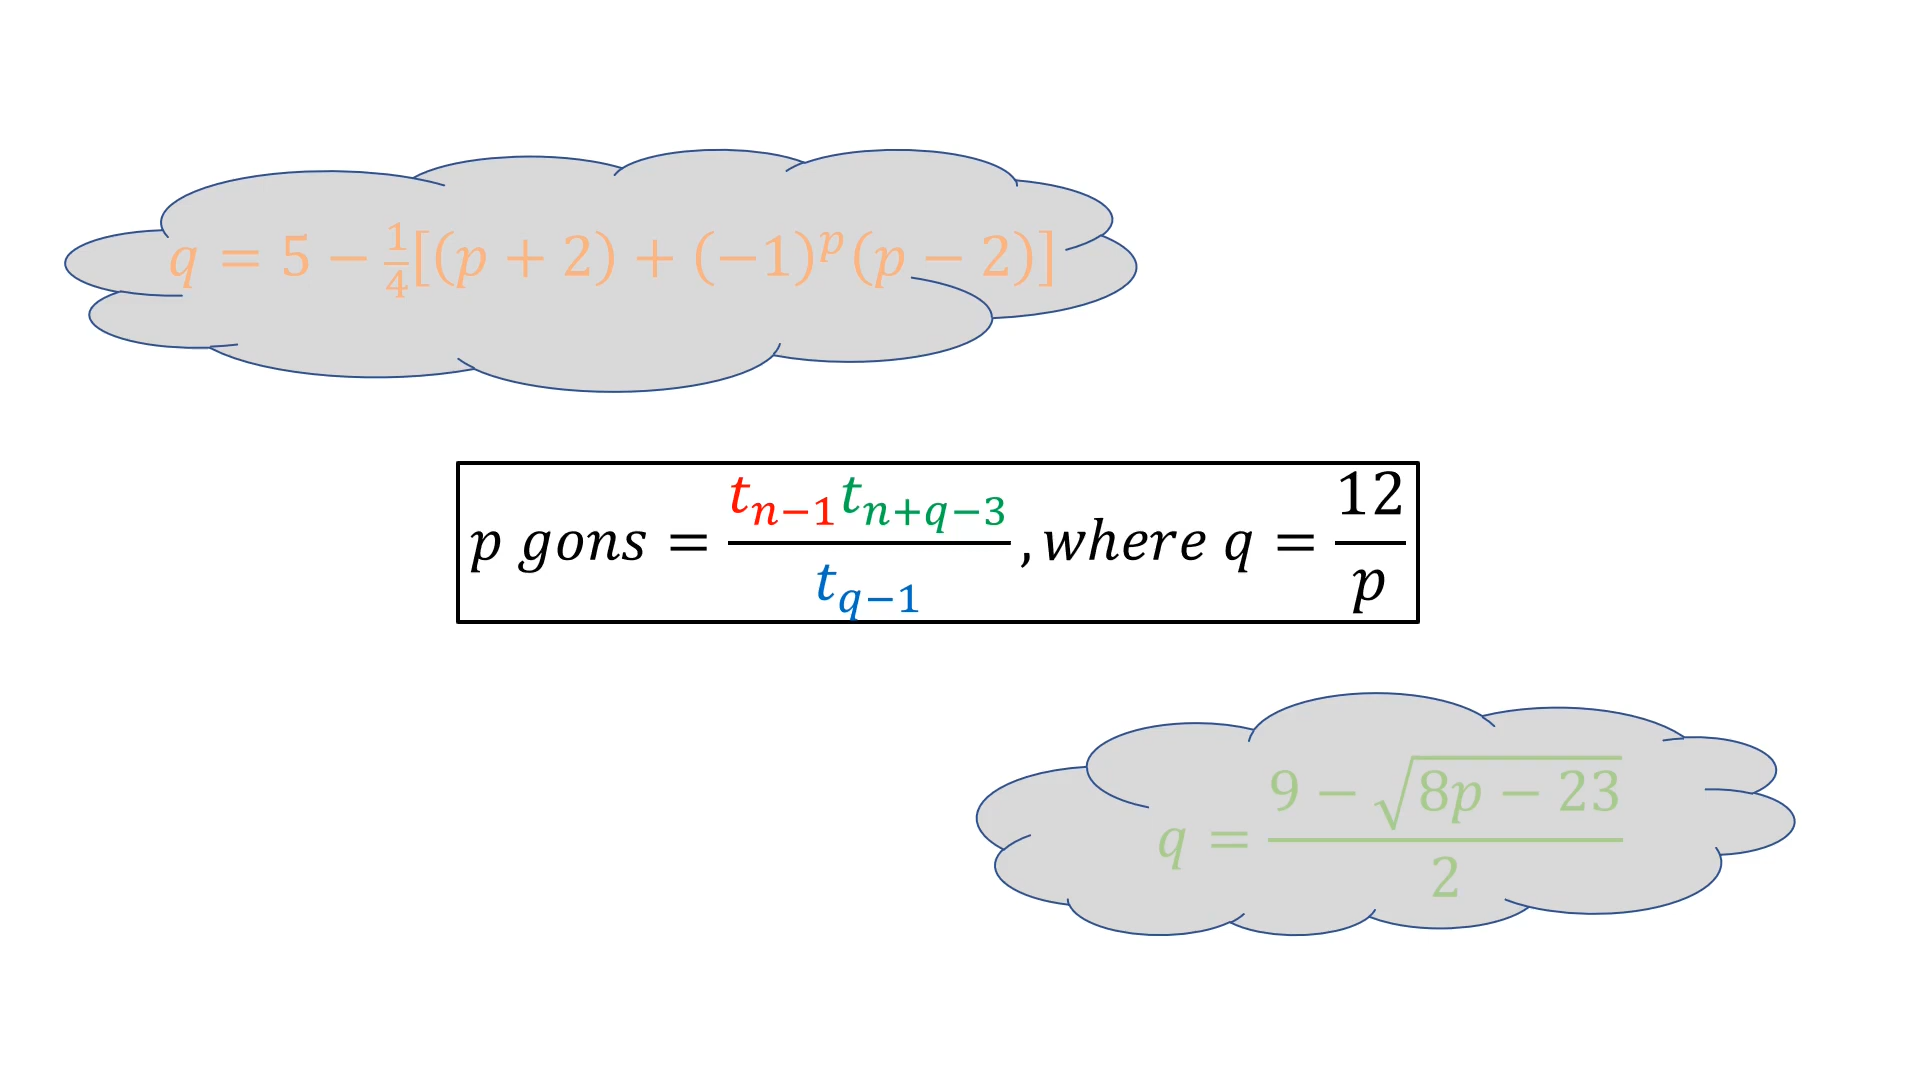 q = 5 − 1/4[(p + 2) + (−1)^p(p − 2)]
p gons = t_{n−1}t_{n+q−3}/t_{q−1}, where q = 12/p
q = (9 − √(8p − 23))/2